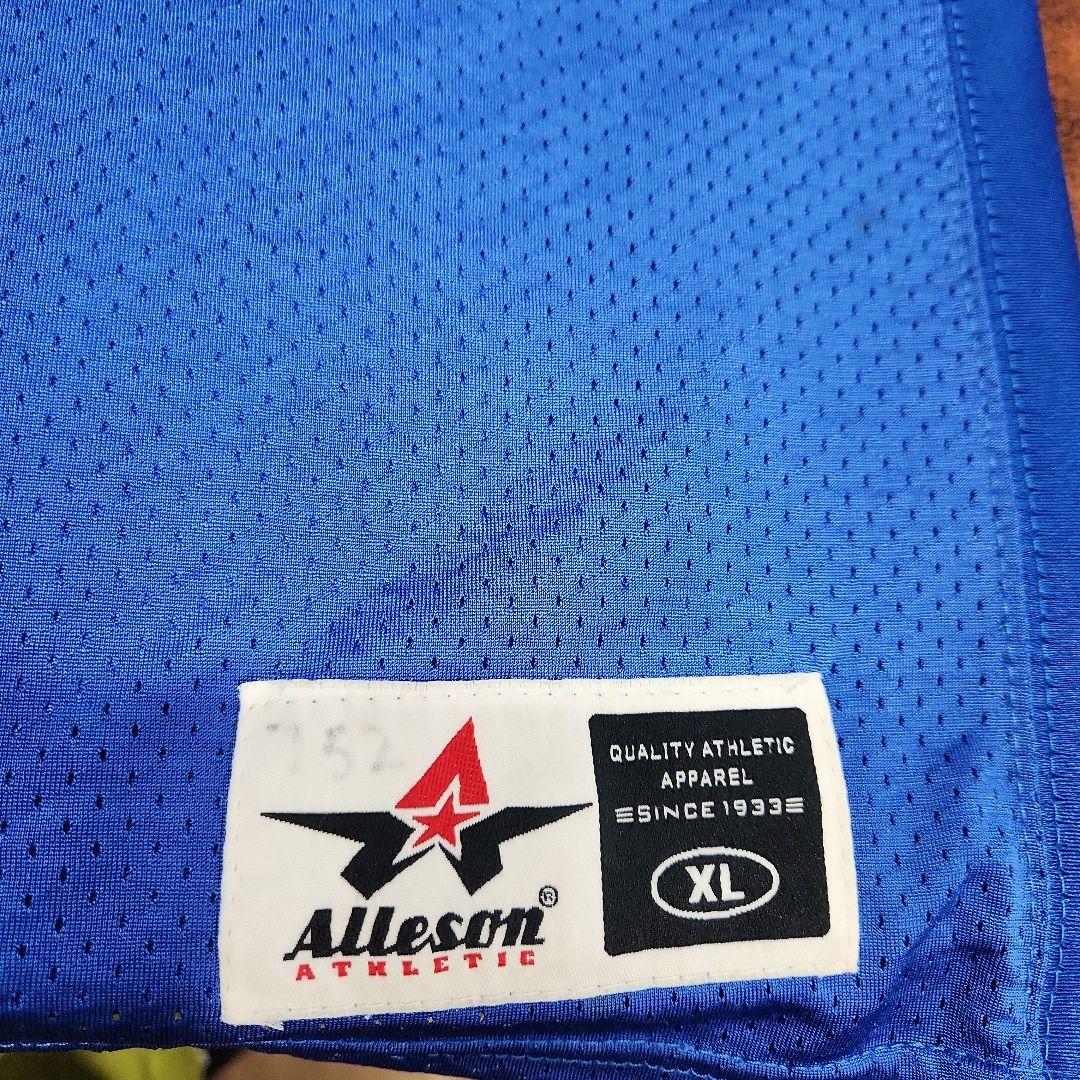 752
Alleson®
ATHLETIC
QUALITY ATHLETIC
APPAREL
SINCE 1933
XL